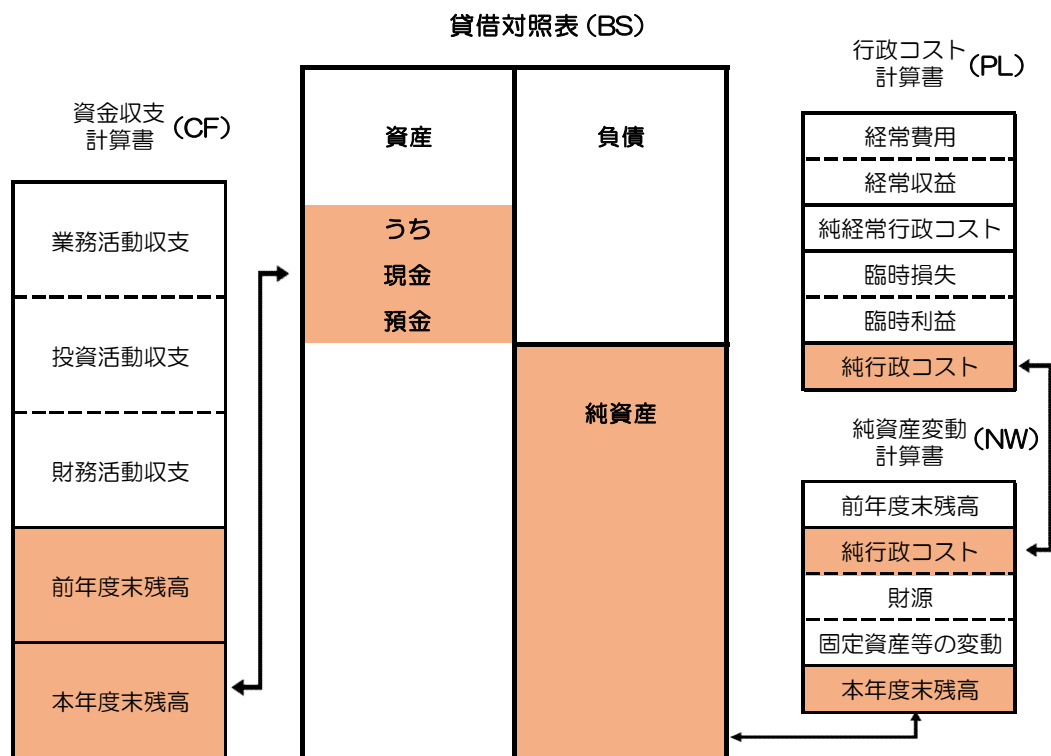 貸借対照表（BS）
資金収支
計算書
（CF）
業務活動収支
投資活動収支
財務活動収支
前年度末残高
本年度末残高
資産
うち
現金
預金
負債
純資産
行政コスト
計算書
（PL）
経常費用
経常収益
純経常行政コスト
臨時損失
臨時利益
純行政コスト
純資産変動
計算書
（NW）
前年度末残高
純行政コスト
財源
固定資産等の変動
本年度末残高